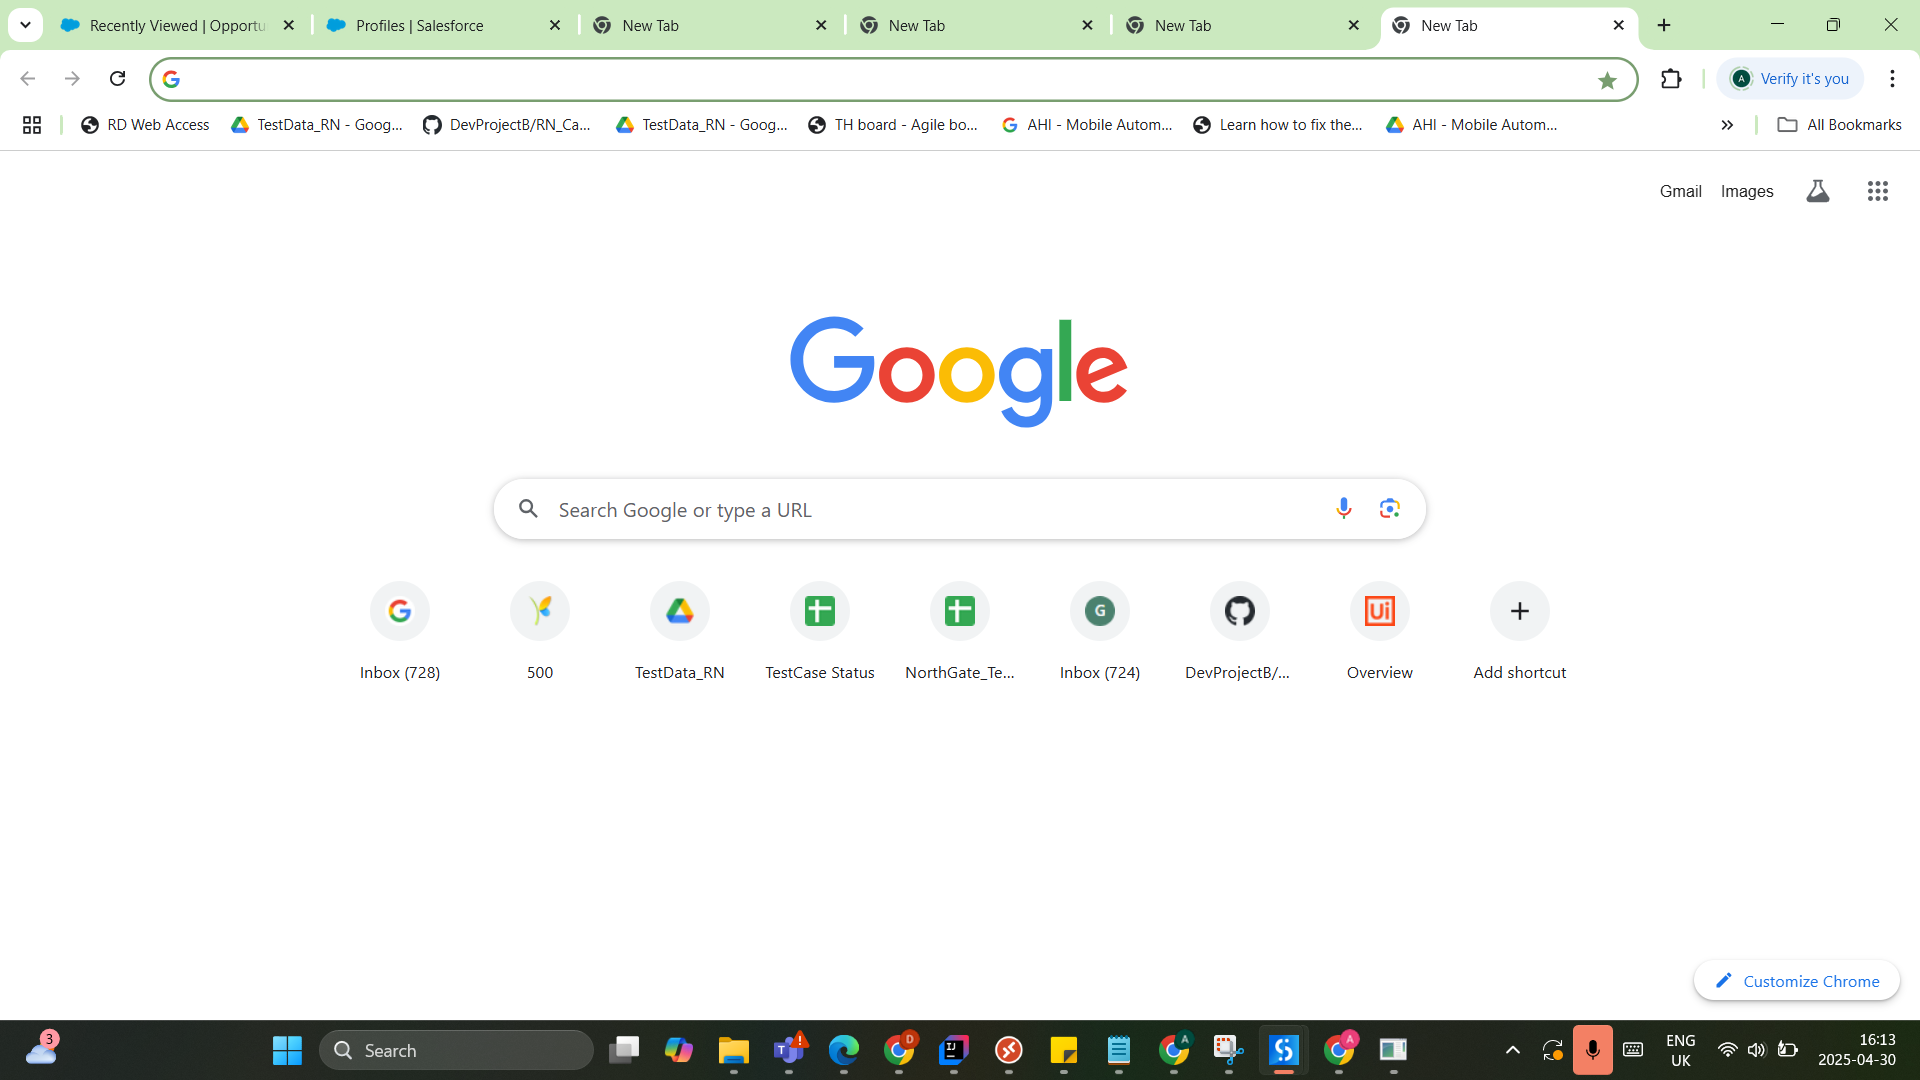 Recently Viewed | Opportu
Profiles | Salesforce
New Tab
New Tab
New Tab
New Tab
Verify it's you
RD Web Access
TestData_RN - Goog...
DevProjectB/RN_Ca...
TestData_RN - Goog...
TH board - Agile bo...
AHI - Mobile Autom...
Learn how to fix the...
AHI - Mobile Autom...
All Bookmarks
Gmail
Images
Google
Search Google or type a URL
Inbox (728)
500
TestData_RN
TestCase Status
NorthGate_Te...
G
Inbox (724)
DevProjectB/...
Ui
Overview
Add shortcut
Customize Chrome
3
Search
ENG
UK
16:13
2025-04-30